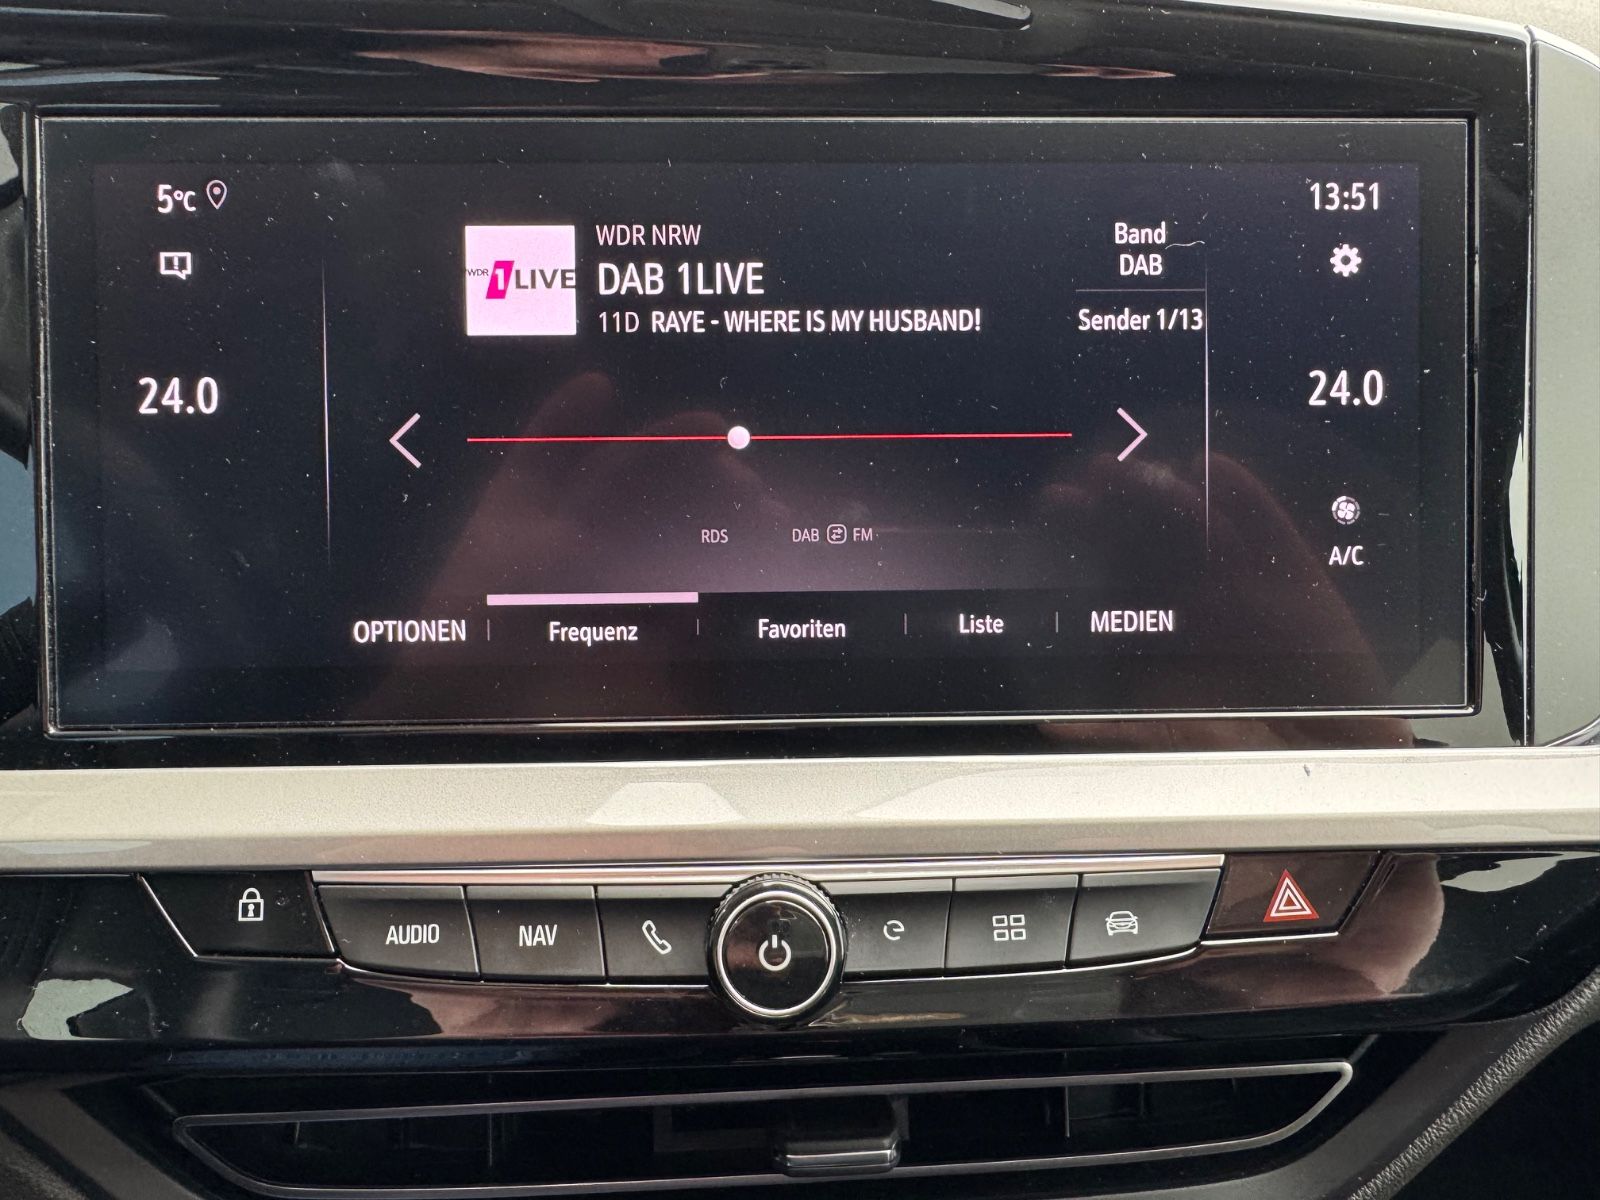 5°C
13:51
WDR 1LIVE
WDR NRW
DAB 1LIVE
11D RAYE - WHERE IS MY HUSBAND!
Band
DAB
Sender 1/13
24.0
24.0
RDS
DAB FM
A/C
OPTIONEN
Frequenz
Favoriten
Liste
MEDIEN
AUDIO
NAV